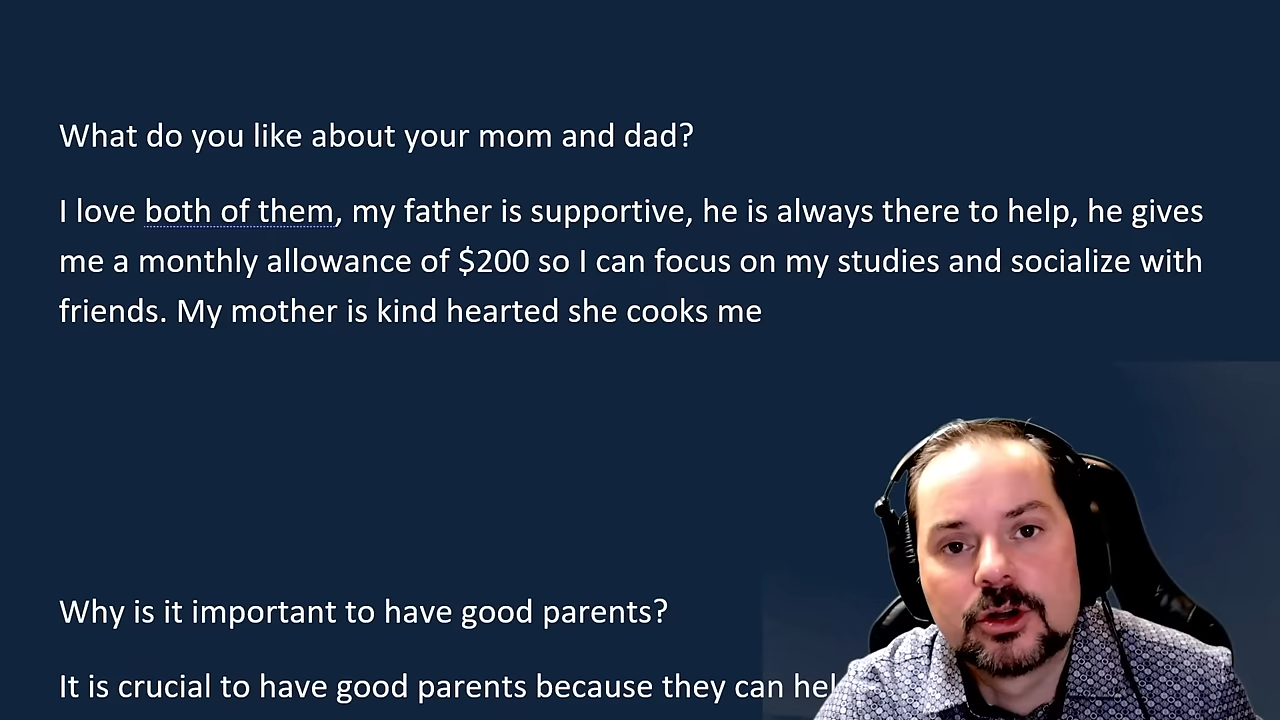 What do you like about your mom and dad?
I love both of them, my father is supportive, he is always there to help, he gives
me a monthly allowance of $200 so I can focus on my studies and socialize with
friends. My mother is kind hearted she cooks me
Why is it important to have good parents?
It is crucial to have good parents because they can